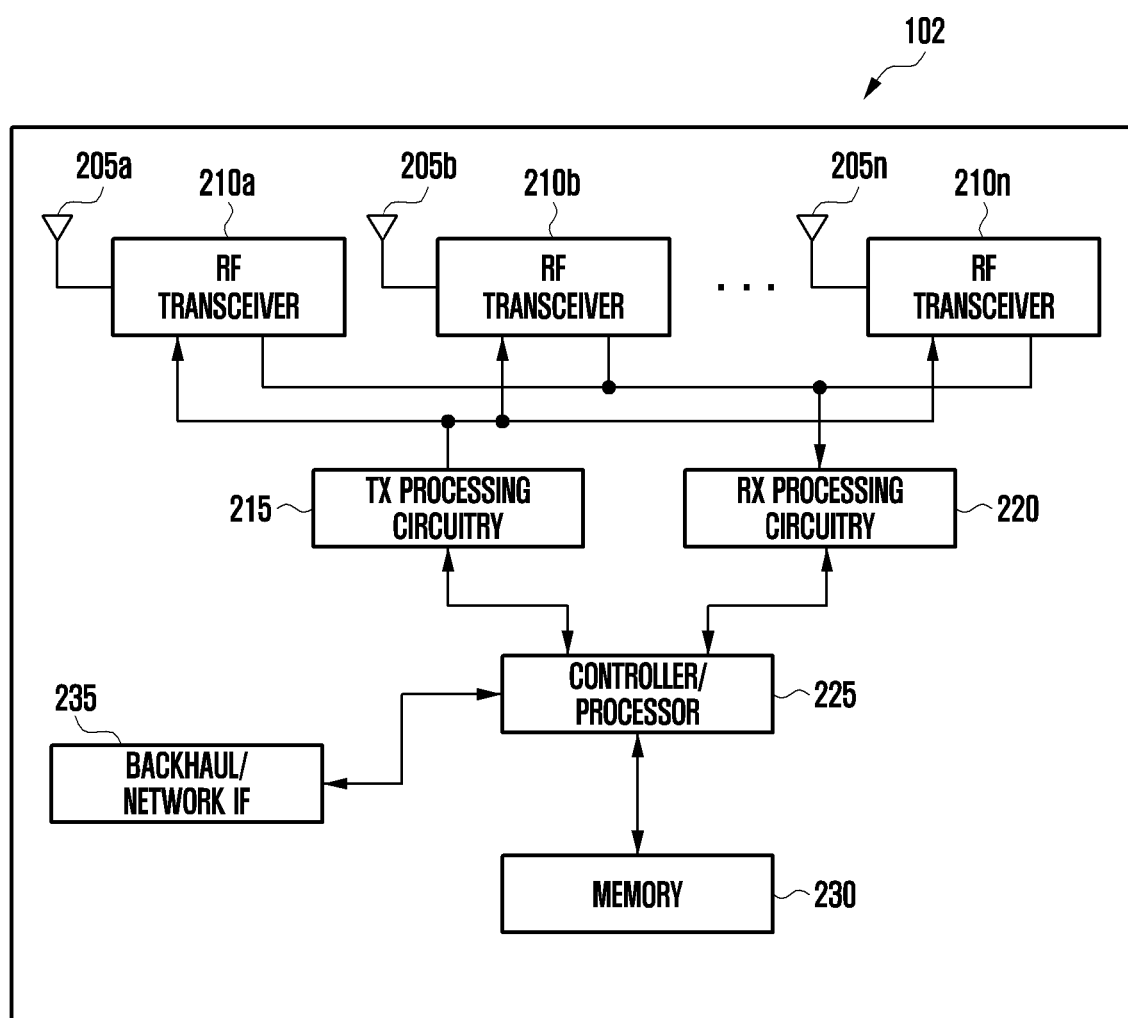 102
205a
210a
205b
210b
205n
210n
RF
TRANSCEIVER
RF
TRANSCEIVER
. . .
RF
TRANSCEIVER
215
TX PROCESSING
CIRCUITRY
RX PROCESSING
CIRCUITRY
220
CONTROLLER/
PROCESSOR
225
235
BACKHAUL/
NETWORK IF
MEMORY
230